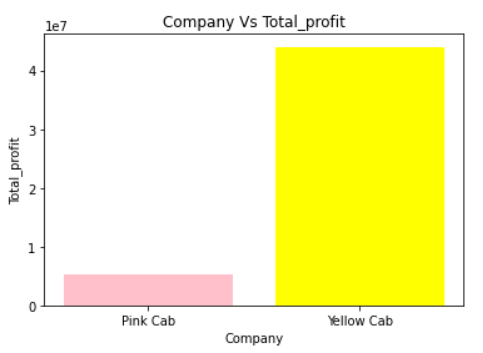 Company Vs Total_profit
1e7
4
3
2
1
0
Total_profit
Pink Cab
Yellow Cab
Company